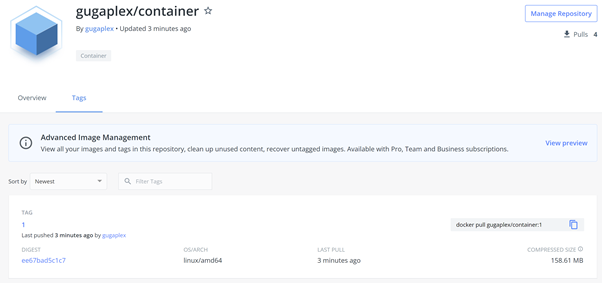 gugaplex/container
Manage Repository
By gugaplex • Updated 3 minutes ago
Pulls 4
Container
Overview Tags
Advanced Image Management
View all your images and tags in this repository, clean up unused content, recover untagged images. Available with Pro, Team and Business subscriptions.
View preview
Sort by Newest Filter Tags
TAG
1
docker pull gugaplex/container:1
Last pushed 3 minutes ago by gugaplex
DIGEST OS/ARCH LAST PULL COMPRESSED SIZE
ee67bad5c1c7 linux/amd64 3 minutes ago 158.61 MB